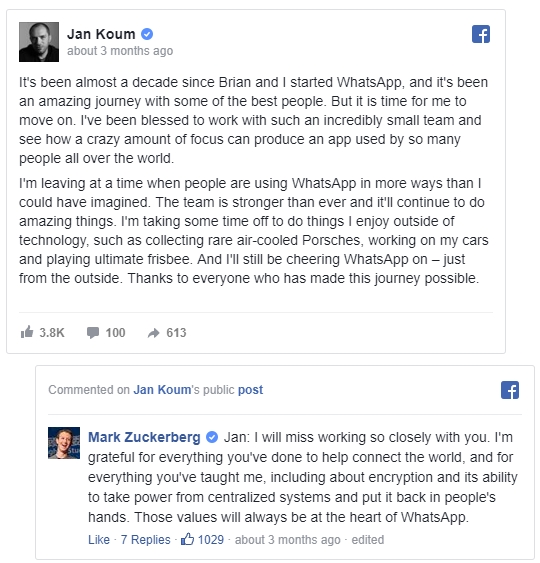 Jan Koum
about 3 months ago
It's been almost a decade since Brian and I started WhatsApp, and it's been
an amazing journey with some of the best people. But it is time for me to
move on. I've been blessed to work with such an incredibly small team and
see how a crazy amount of focus can produce an app used by so many
people all over the world.
I'm leaving at a time when people are using WhatsApp in more ways than I
could have imagined. The team is stronger than ever and it'll continue to do
amazing things. I'm taking some time off to do things I enjoy outside of
technology, such as collecting rare air-cooled Porsches, working on my cars
and playing ultimate frisbee. And I'll still be cheering WhatsApp on – just
from the outside. Thanks to everyone who has made this journey possible.
3.8K 100 613
Commented on Jan Koum's public post
Mark Zuckerberg Jan: I will miss working so closely with you. I'm
grateful for everything you've done to help connect the world, and for
everything you've taught me, including about encryption and its ability
to take power from centralized systems and put it back in people's
hands. Those values will always be at the heart of WhatsApp.
Like · 7 Replies · 1029 · about 3 months ago · edited